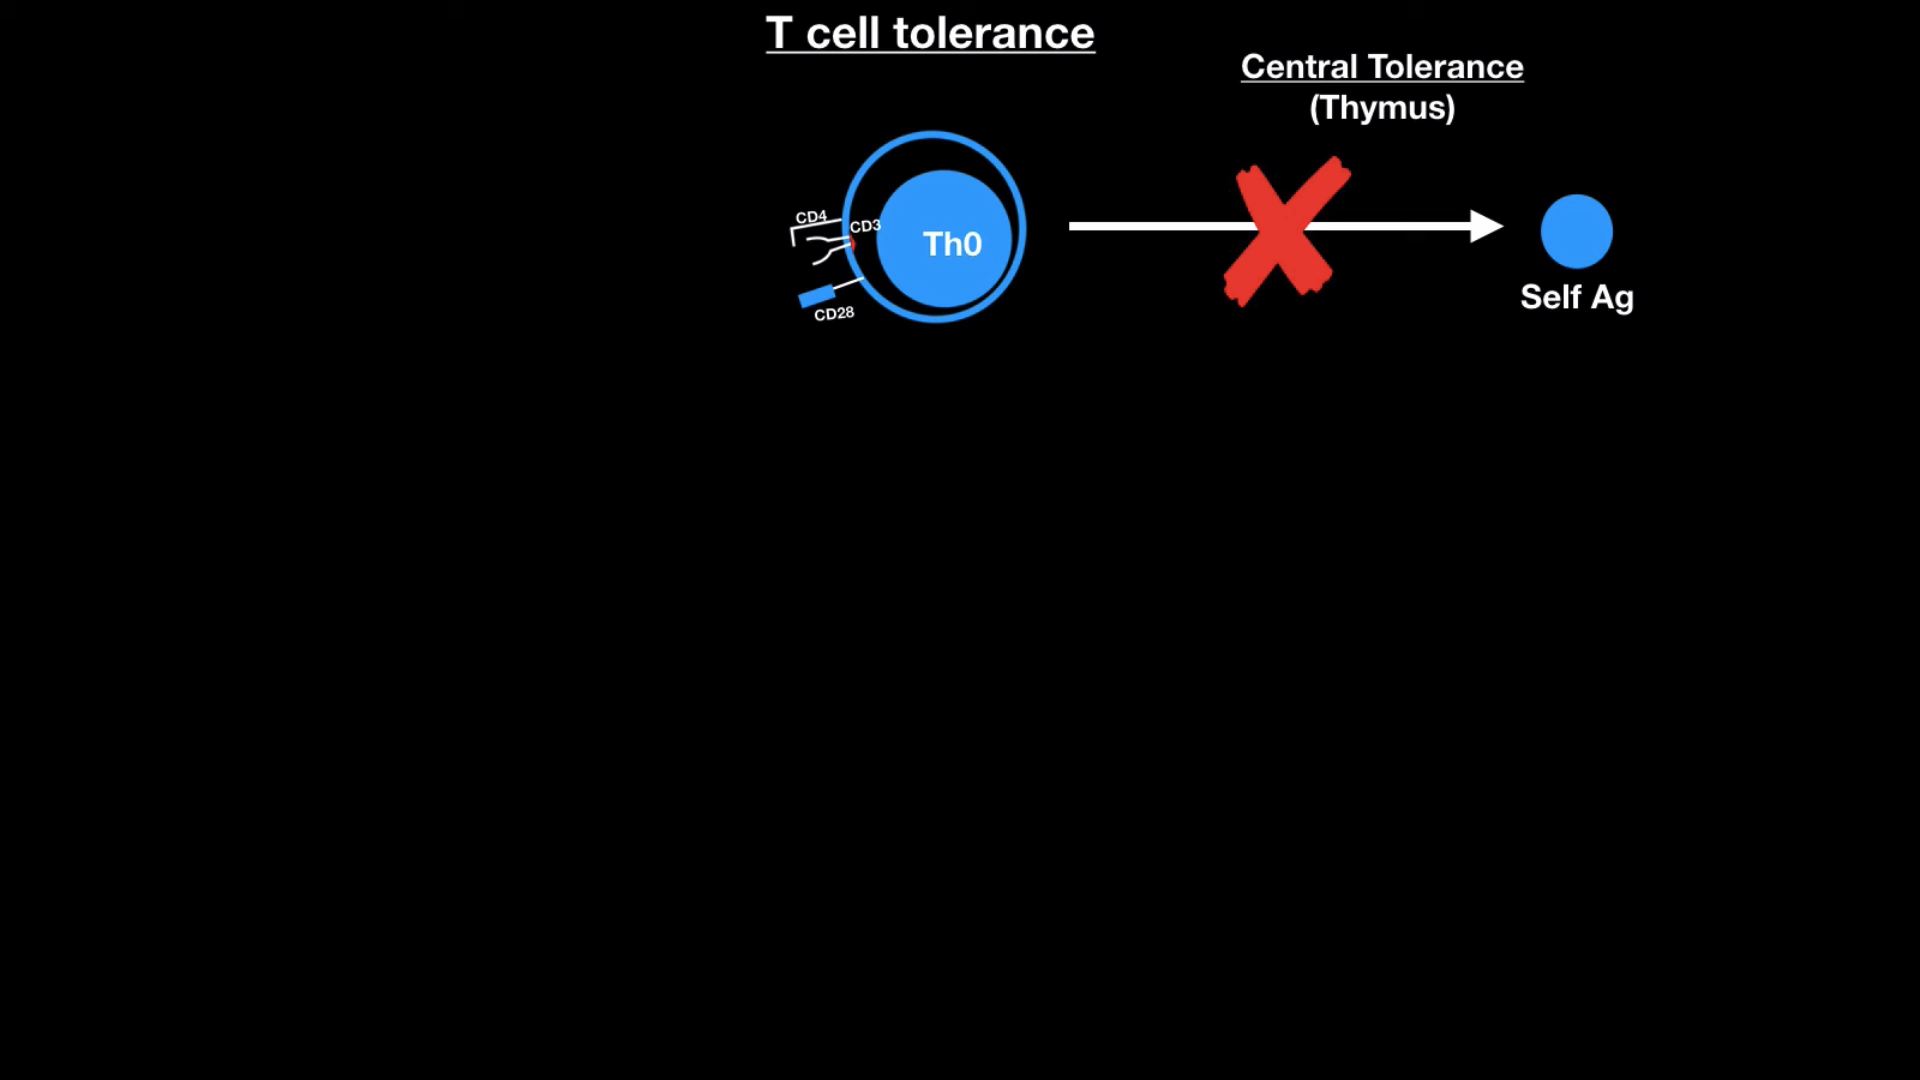 T cell tolerance
Central Tolerance
(Thymus)
CD4
CD3
Th0
CD28
Self Ag